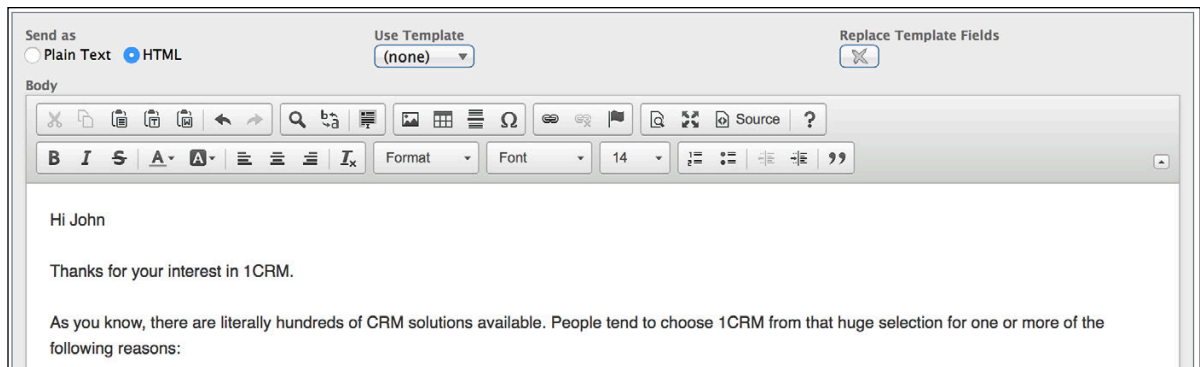 Send as Use Template Replace Template Fields
Plain Text HTML (none)
Body
Source ?
B I S A A Ix Format Font 14
Hi John
Thanks for your interest in 1CRM.
As you know, there are literally hundreds of CRM solutions available. People tend to choose 1CRM from that huge selection for one or more of the
following reasons: